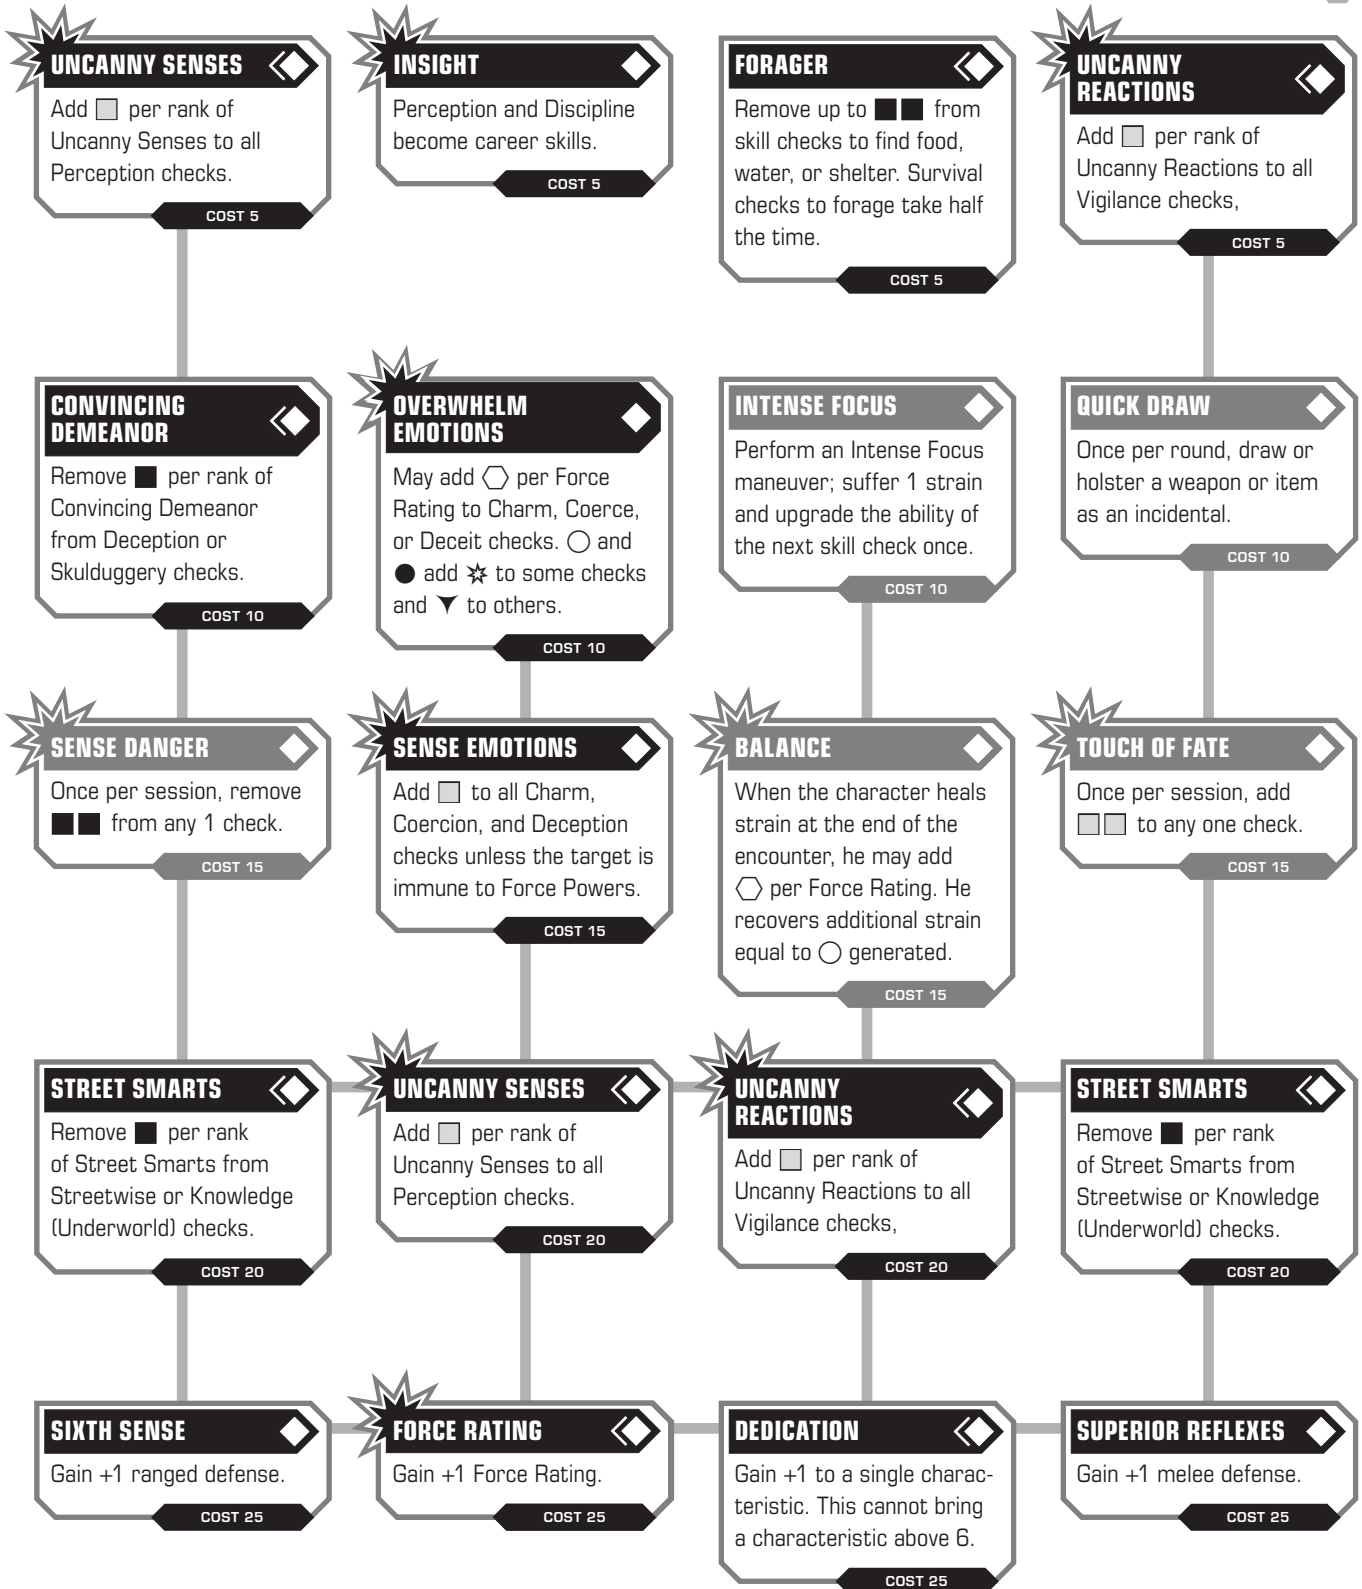 UNCANNY SENSES
Add per rank of
Uncanny Senses to all
Perception checks.
COST 5
INSIGHT
Perception and Discipline
become career skills.
COST 5
FORAGER
Remove up to from
skill checks to find food,
water, or shelter. Survival
checks to forage take half
the time.
COST 5
UNCANNY
REACTIONS
Add per rank of
Uncanny Reactions to all
Vigilance checks,
COST 5
CONVINCING
DEMEANOR
Remove per rank of
Convincing Demeanor
from Deception or
Skulduggery checks.
COST 10
OVERWHELM
EMOTIONS
May add per Force
Rating to Charm, Coerce,
or Deceit checks. and
add to some checks
and to others.
COST 10
INTENSE FOCUS
Perform an Intense Focus
maneuver; suffer 1 strain
and upgrade the ability of
the next skill check once.
COST 10
QUICK DRAW
Once per round, draw or
holster a weapon or item
as an incidental.
COST 10
SENSE DANGER
Once per session, remove
from any 1 check.
COST 15
SENSE EMOTIONS
Add to all Charm,
Coercion, and Deception
checks unless the target is
immune to Force Powers.
COST 15
BALANCE
When the character heals
strain at the end of the
encounter, he may add
per Force Rating. He
recovers additional strain
equal to generated.
COST 15
TOUCH OF FATE
Once per session, add
to any one check.
COST 15
STREET SMARTS
Remove per rank
of Street Smarts from
Streetwise or Knowledge
(Underworld) checks.
COST 20
UNCANNY SENSES
Add per rank of
Uncanny Senses to all
Perception checks.
COST 20
UNCANNY
REACTIONS
Add per rank of
Uncanny Reactions to all
Vigilance checks,
COST 20
STREET SMARTS
Remove per rank
of Street Smarts from
Streetwise or Knowledge
(Underworld) checks.
COST 20
SIXTH SENSE
Gain +1 ranged defense.
COST 25
FORCE RATING
Gain +1 Force Rating.
COST 25
DEDICATION
Gain +1 to a single charac-
teristic. This cannot bring
a characteristic above 6.
COST 25
SUPERIOR REFLEXES
Gain +1 melee defense.
COST 25